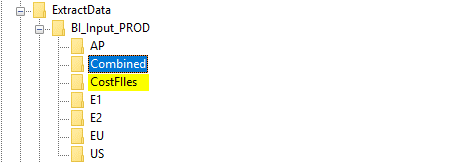 ExtractData
BI_Input_PROD
AP
Combined
CostFIles
E1
E2
EU
US